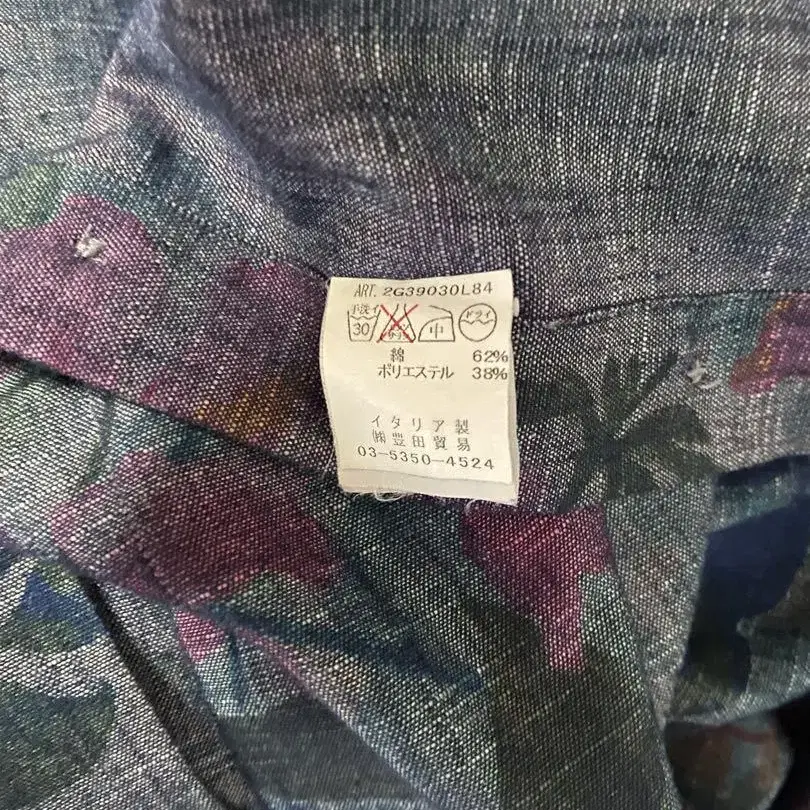 ART. 2G39030L84
手洗イ 30 中 ドライ
綿 62%
ポリエステル 38%
イタリア製
㈱豊田貿易
03-5350-4524